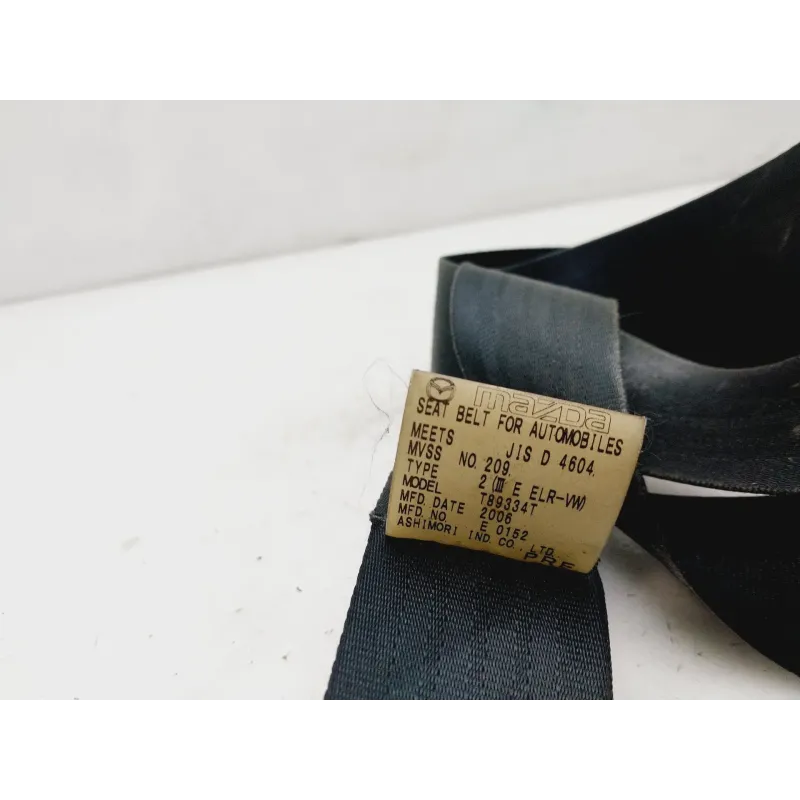 mazda
SEAT BELT FOR AUTOMOBILES
MEETS JIS D 4604.
MVSS NO. 209.
TYPE 2 (III E ELR-VW)
MODEL T89334T
MFD. DATE 2006
MFD. NO. E 0152
ASHIMORI IND. CO., LTD.
PRE